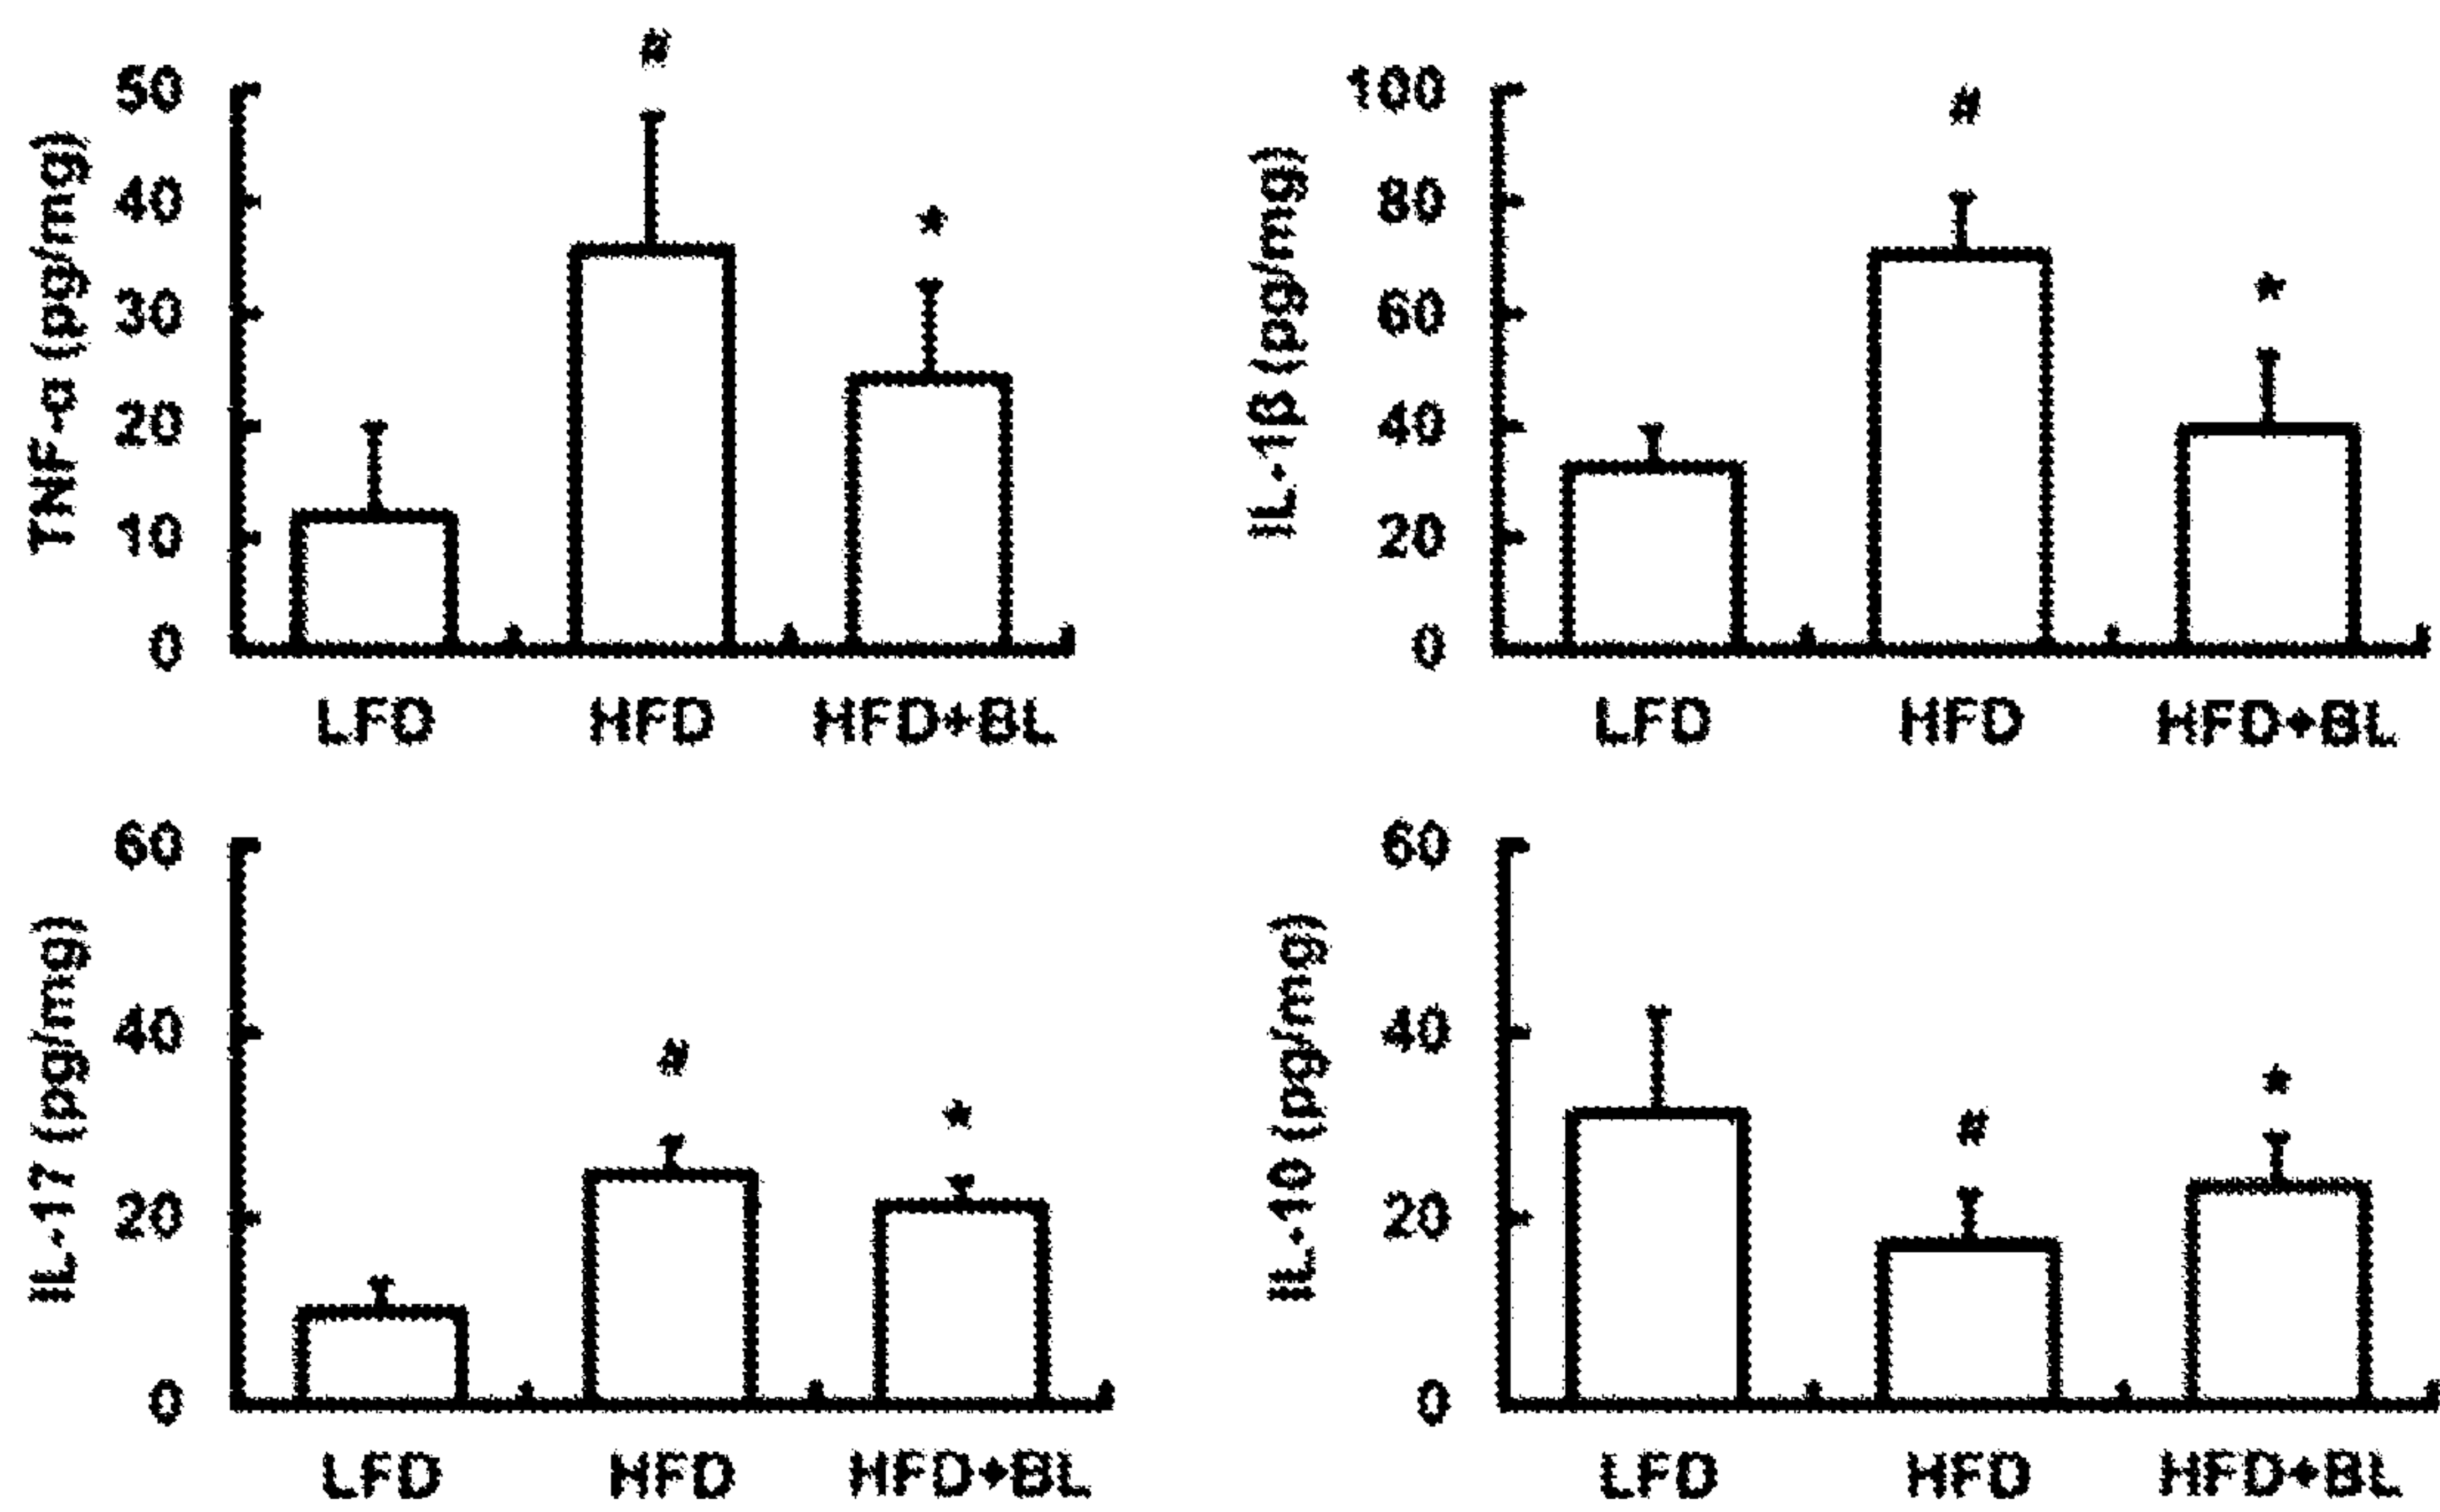 #
50
40
30
20
10
0
*
TNF-α (pg/mg)
LFD
HFD
HFD+BL
100
80
60
40
20
0
#
*
IL-1β (pg/mg)
LFD
HFD
HFD+BL
60
40
20
0
#
*
IL-17 (pg/mg)
LFD
HFD
HFD+BL
60
40
20
0
#
*
IL-10 (pg/mg)
LFD
HFD
HFD+BL